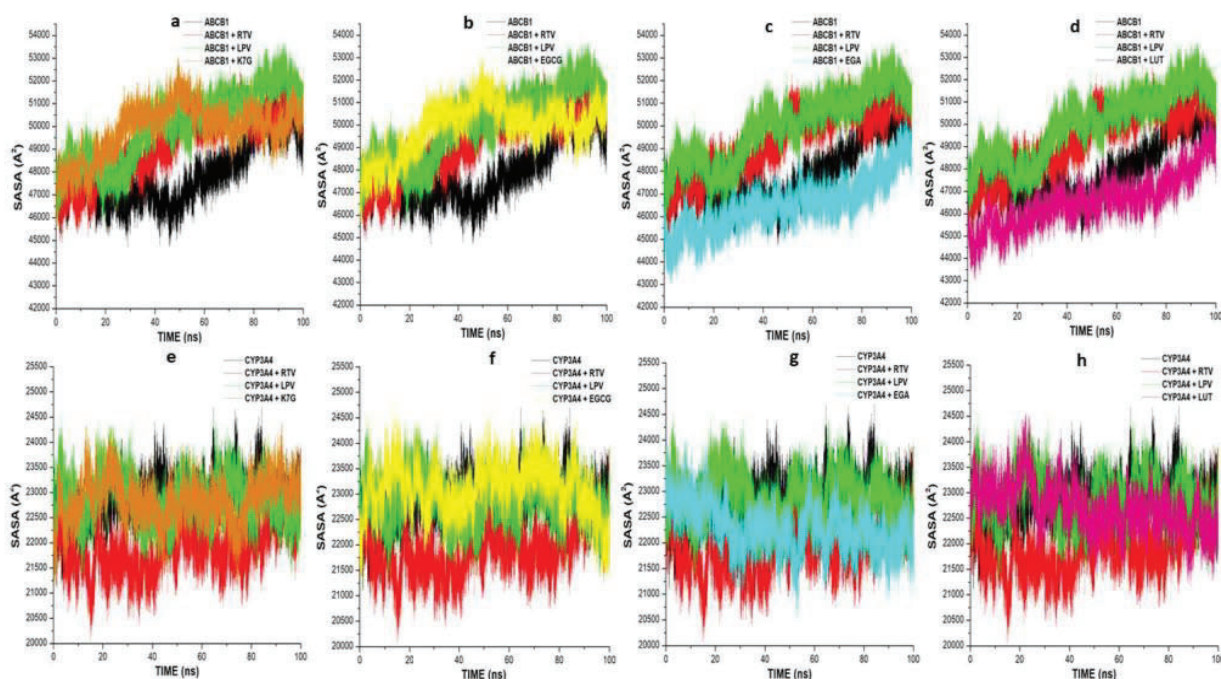 a
ABCB1
ABCB1 + RTV
ABCB1 + LPV
ABCB1 + K7G
SASA (A²)
54000
53000
52000
51000
50000
49000
48000
47000
46000
45000
44000
43000
42000
0 20 40 60 80 100
TIME (ns)
b
ABCB1
ABCB1 + RTV
ABCB1 + LPV
ABCB1 + EGCG
SASA (A²)
54000
53000
52000
51000
50000
49000
48000
47000
46000
45000
44000
43000
42000
0 20 40 60 80 100
TIME (ns)
c
ABCB1
ABCB1 + RTV
ABCB1 + LPV
ABCB1 + EGA
SASA (A²)
54000
53000
52000
51000
50000
49000
48000
47000
46000
45000
44000
43000
42000
0 20 40 60 80 100
TIME (ns)
d
ABCB1
ABCB1 + RTV
ABCB1 + LPV
ABCB1 + LUT
SASA (A²)
54000
53000
52000
51000
50000
49000
48000
47000
46000
45000
44000
43000
42000
0 20 40 60 80 100
TIME (ns)
e
CYP3A4
CYP3A4 + RTV
CYP3A4 + LPV
CYP3A4 + K7G
SASA (A²)
25500
25000
24500
24000
23500
23000
22500
22000
21500
21000
20500
20000
0 20 40 60 80 100
TIME (ns)
f
CYP3A4
CYP3A4 + RTV
CYP3A4 + LPV
CYP3A4 + EGCG
SASA (A²)
25500
25000
24500
24000
23500
23000
22500
22000
21500
21000
20500
20000
0 20 40 60 80 100
TIME (ns)
g
CYP3A4
CYP3A4 + RTV
CYP3A4 + LPV
CYP3A4 + EGA
SASA (A²)
25500
25000
24500
24000
23500
23000
22500
22000
21500
21000
20500
20000
0 20 40 60 80 100
TIME (ns)
h
CYP3A4
CYP3A4 + RTV
CYP3A4 + LPV
CYP3A4 + LUT
SASA (A²)
25500
25000
24500
24000
23500
23000
22500
22000
21500
21000
20500
20000
0 20 40 60 80 100
TIME (ns)